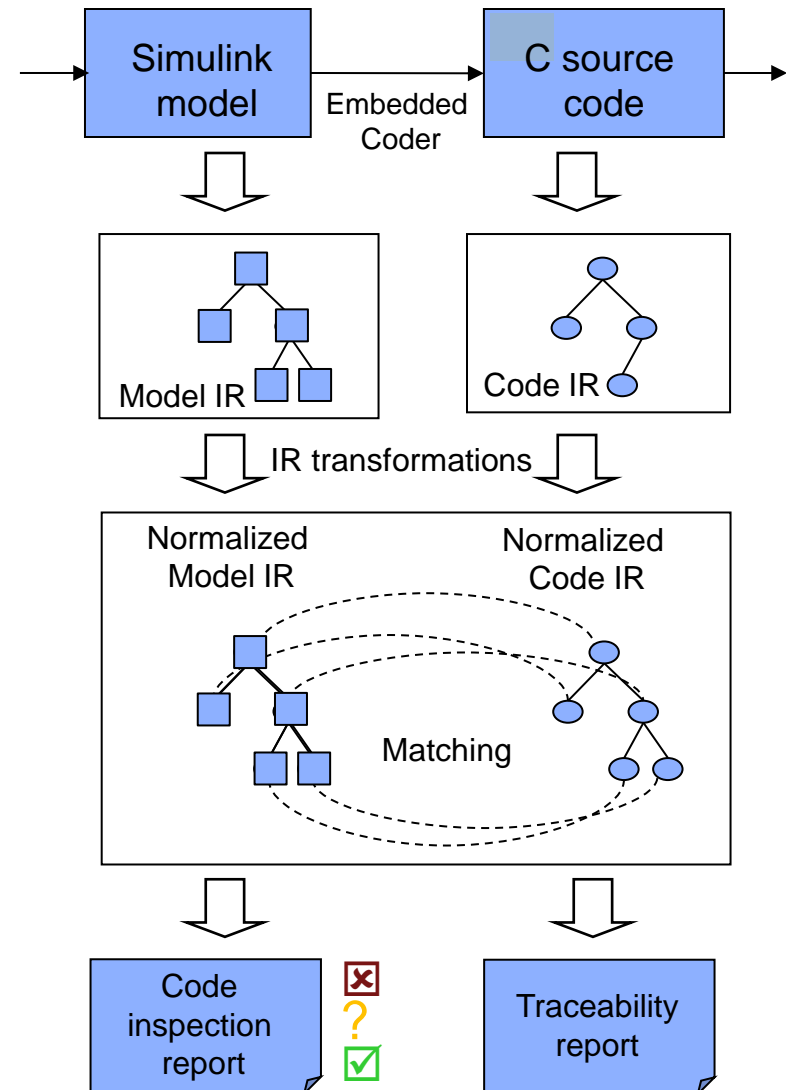 Simulink
model
Embedded
Coder
C source
code
Model IR
Code IR
IR transformations
Normalized
Model IR
Normalized
Code IR
Matching
Code
inspection
report
?
Traceability
report